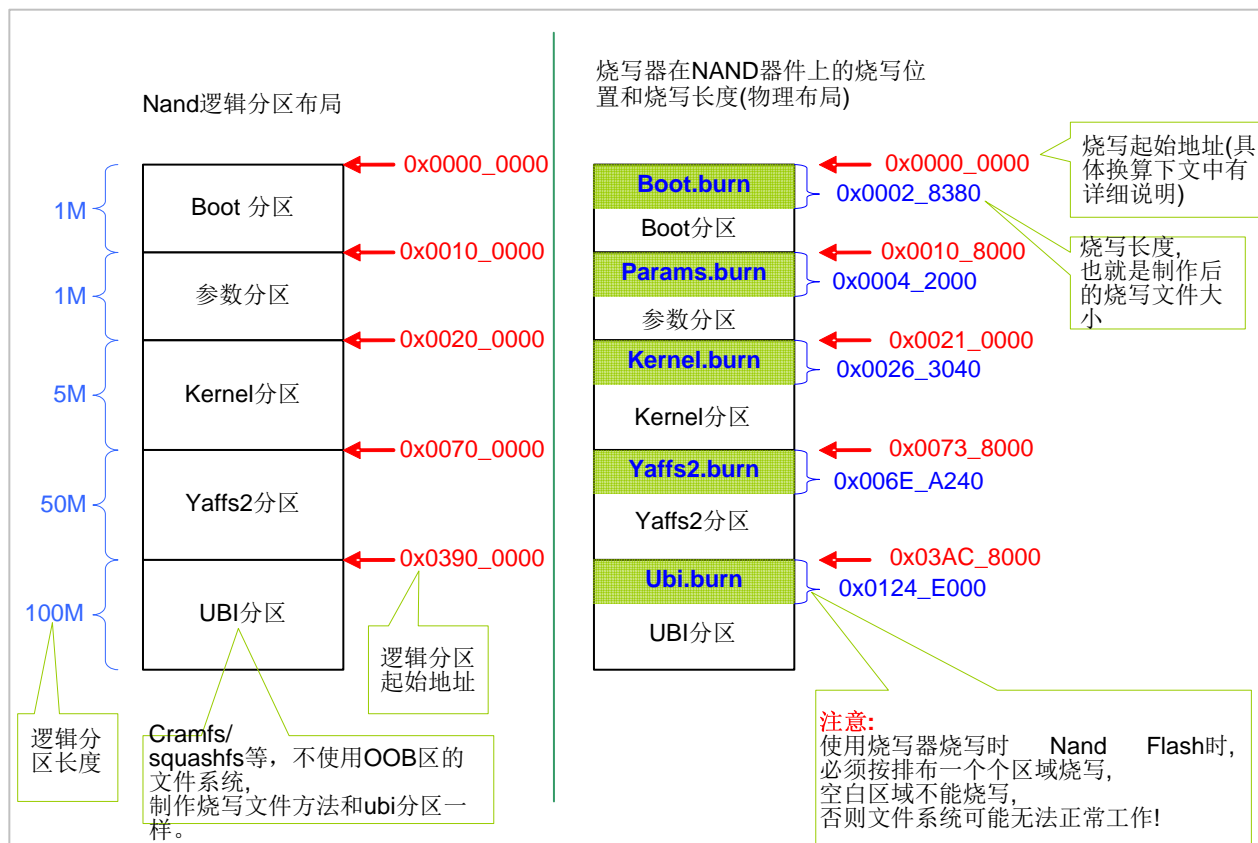 Nand逻辑分区布局
0x0000_0000
Boot 分区
1M
0x0010_0000
参数分区
1M
0x0020_0000
Kernel分区
5M
0x0070_0000
Yaffs2分区
50M
0x0390_0000
UBI分区
100M
逻辑分区
起始地址
逻辑分
区长度
Cramfs/
squashfs等，不使用OOB区的
文件系统,
制作烧写文件方法和ubi分区一
样。
烧写器在NAND器件上的烧写位
置和烧写长度(物理布局)
0x0000_0000
Boot.burn
0x0002_8380
Boot分区
0x0010_8000
Params.burn
0x0004_2000
参数分区
0x0021_0000
Kernel.burn
0x0026_3040
Kernel分区
0x0073_8000
Yaffs2.burn
0x006E_A240
Yaffs2分区
0x03AC_8000
Ubi.burn
0x0124_E000
UBI分区
烧写起始地址(具
体换算下文中有
详细说明)
烧写长度,
也就是制作后
的烧写文件大
小
注意:
使用烧写器烧写时 Nand Flash时,
必须按排布一个个区域烧写,
空白区域不能烧写,
否则文件系统可能无法正常工作!